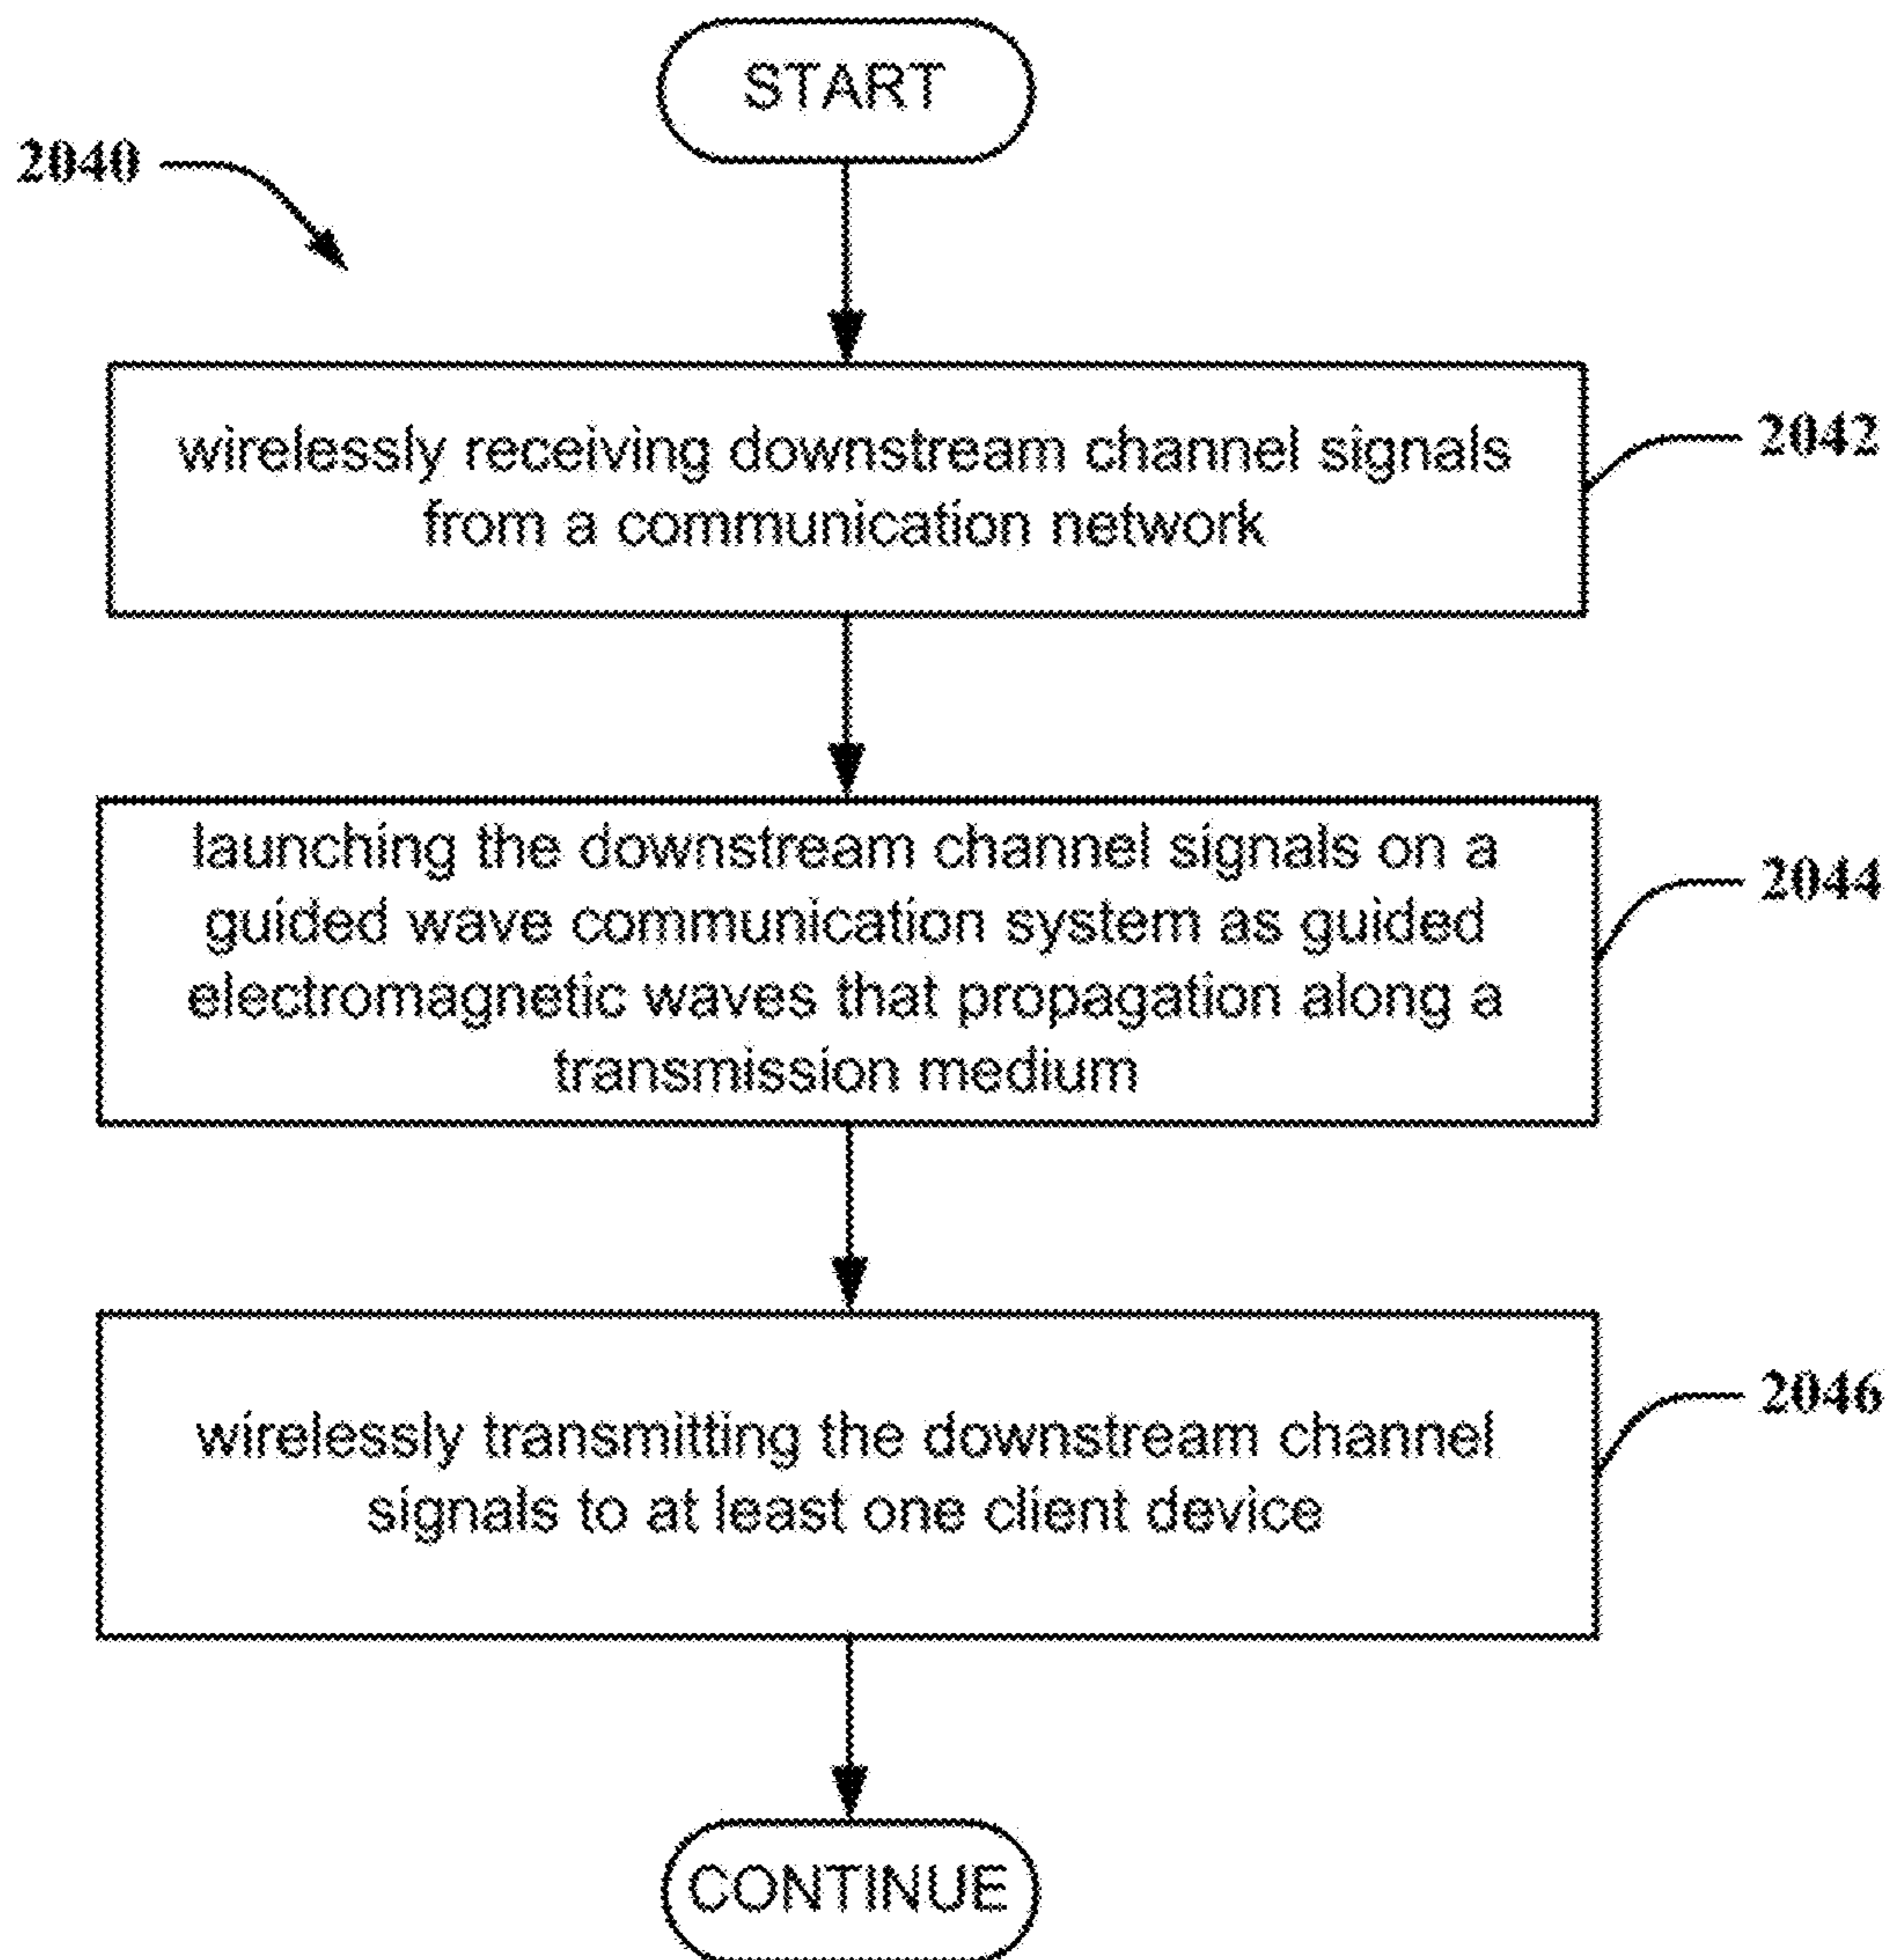 START
2040
wirelessly receiving downstream channel signals
from a communication network
2042
launching the downstream channel signals on a
guided wave communication system as guided
electromagnetic waves that propagation along a
transmission medium
2044
wirelessly transmitting the downstream channel
signals to at least one client device
2046
CONTINUE